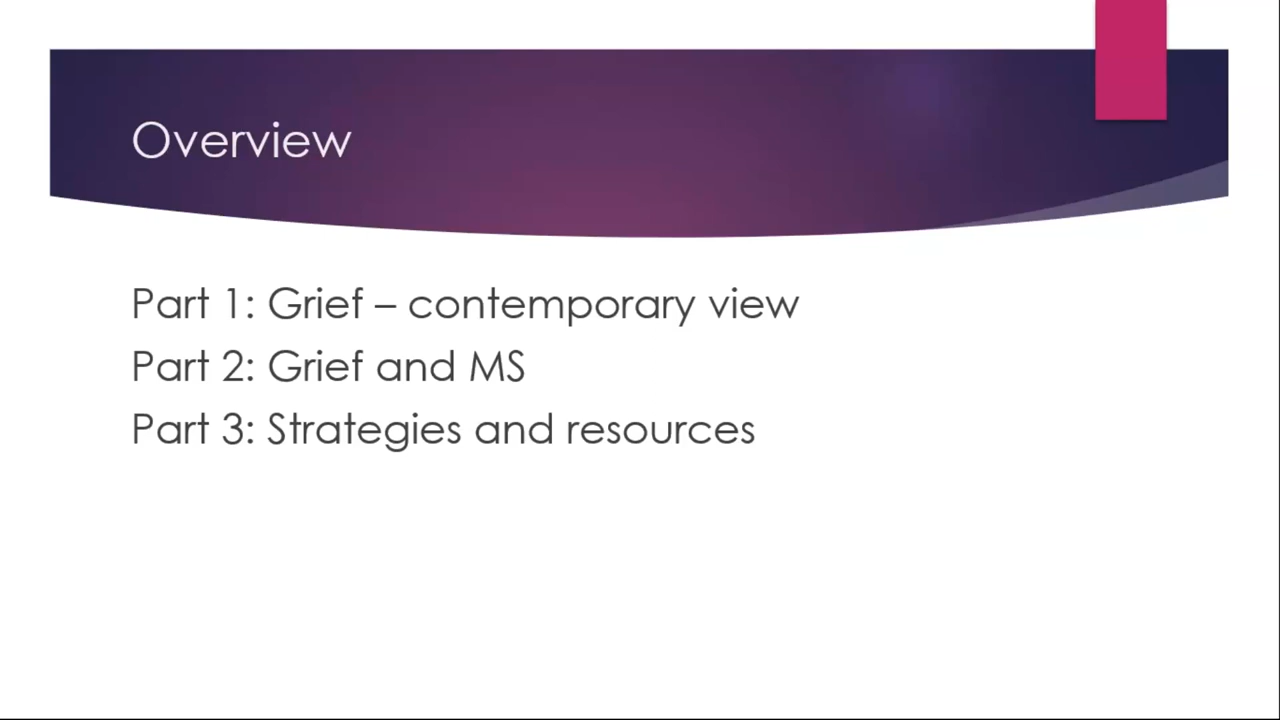 Overview
Part 1: Grief – contemporary view
Part 2: Grief and MS
Part 3: Strategies and resources